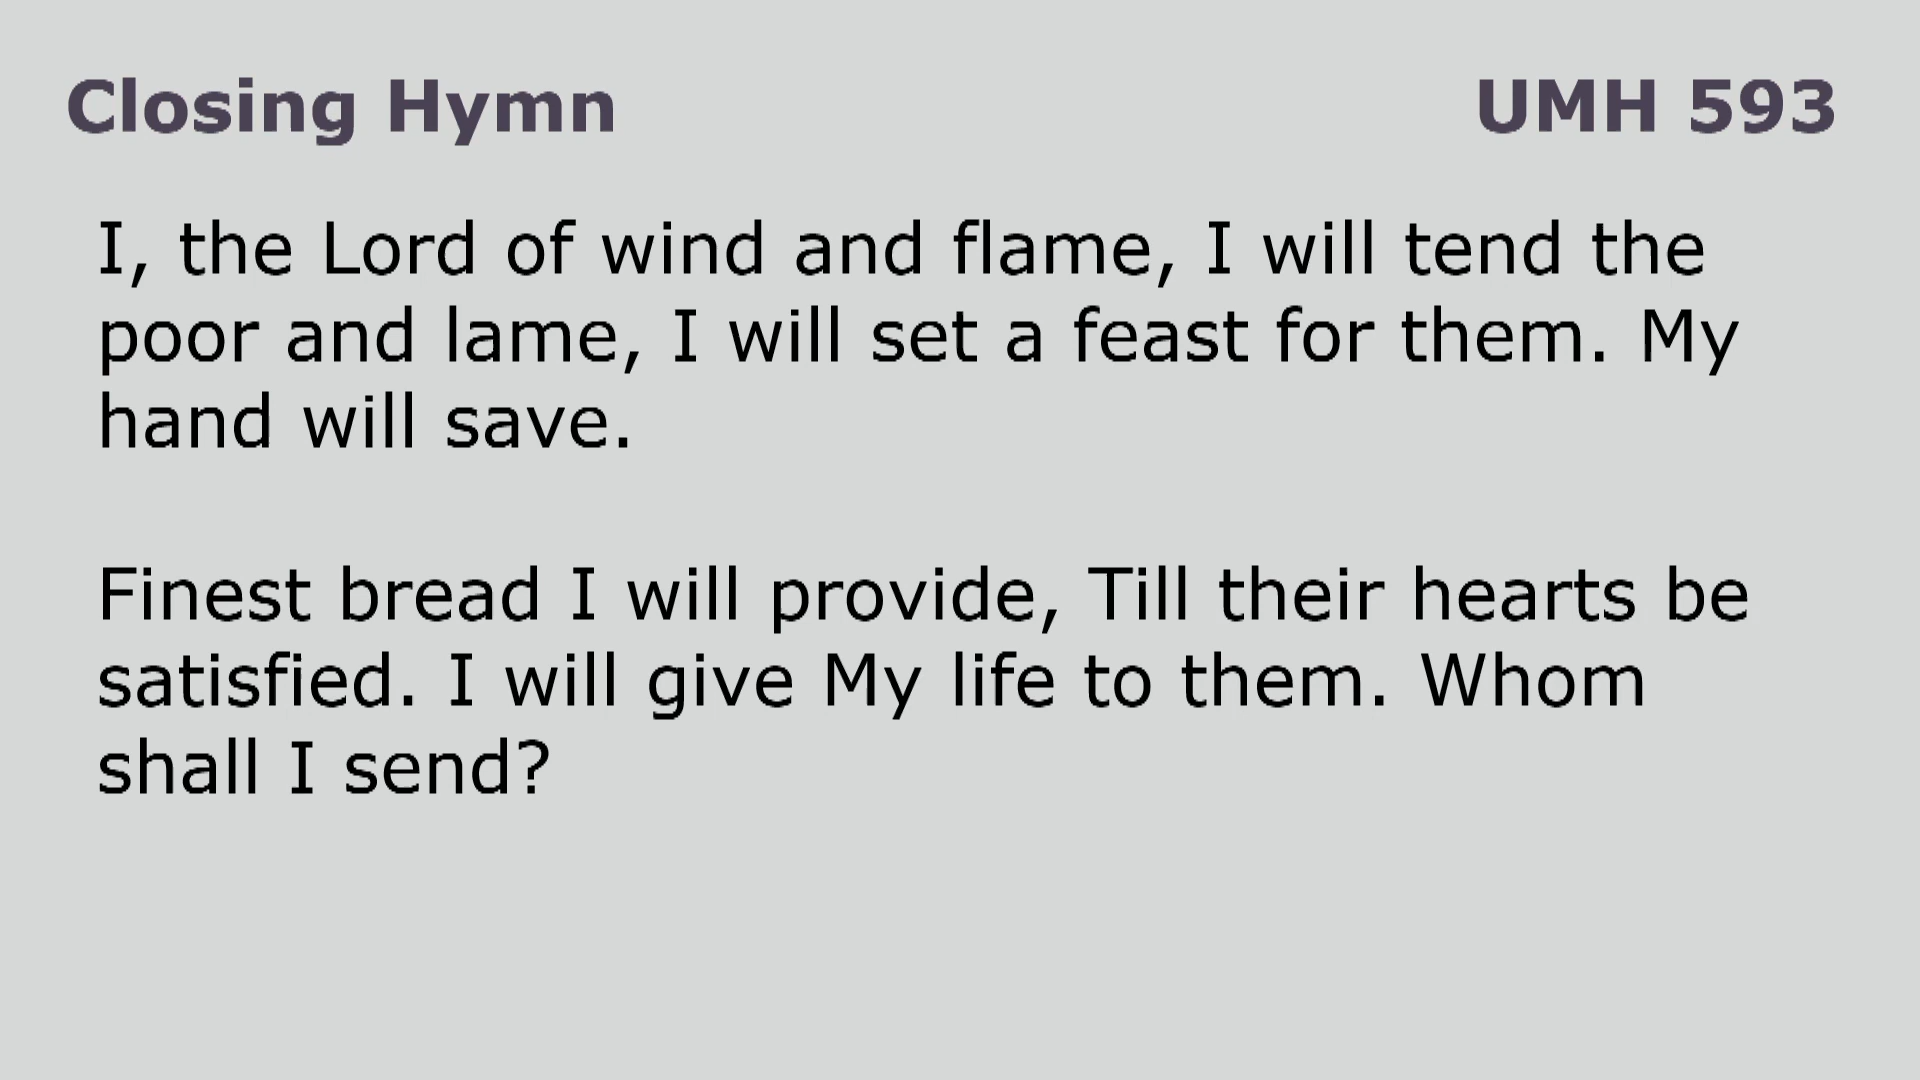 Closing Hymn UMH 593
I, the Lord of wind and flame, I will tend the
poor and lame, I will set a feast for them. My
hand will save.
Finest bread I will provide, Till their hearts be
satisfied. I will give My life to them. Whom
shall I send?